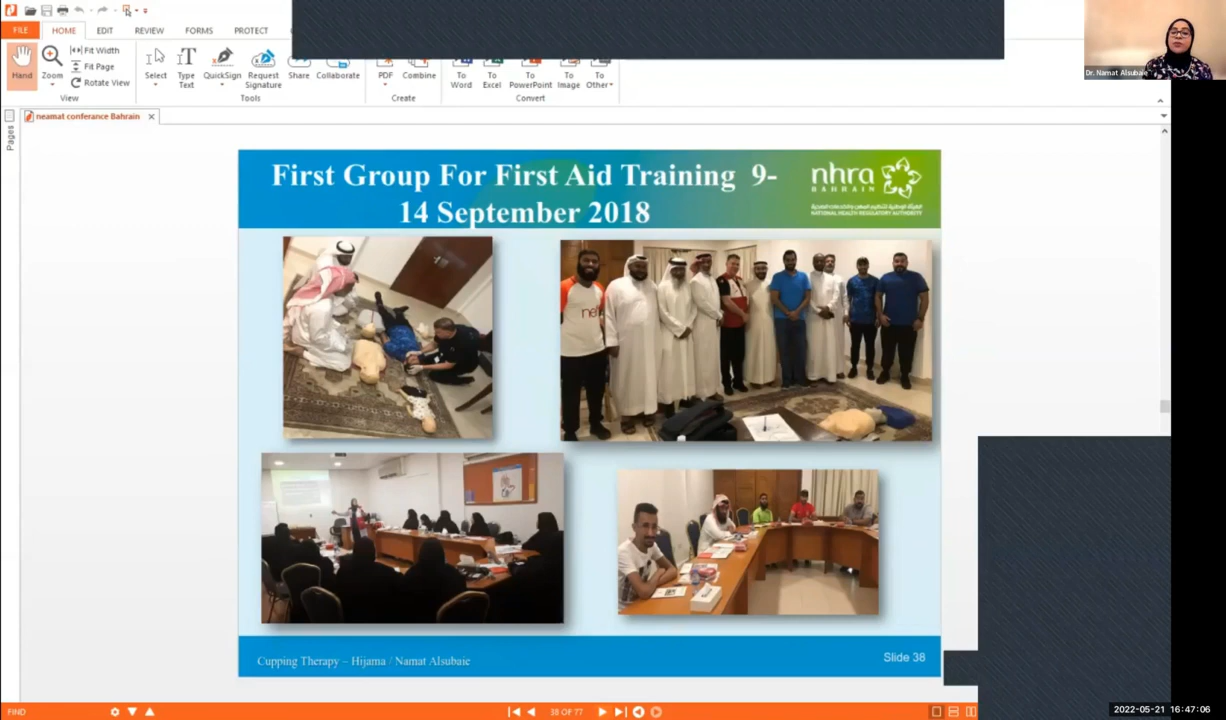 FILE
HOME
EDIT
REVIEW
FORMS
PROTECT
Hand
Zoom
Fit Width
Fit Page
Rotate View
View
Select
Type
Text
QuickSign
Request
Signature
Share
Collaborate
Tools
PDF
Combine
Create
To
Word
To
Excel
To
PowerPoint
To
Image
To
Other
Convert
Dr. Namat Alsubaie
neamat conferance Bahrain
Pages
First Group For First Aid Training 9-
14 September 2018
nhra
BAHRAIN
NATIONAL HEALTH REGULATORY AUTHORITY
Cupping Therapy – Hijama / Namat Alsubaie
Slide 38
FIND
38 OF 77
2022-05-21 16:47:06